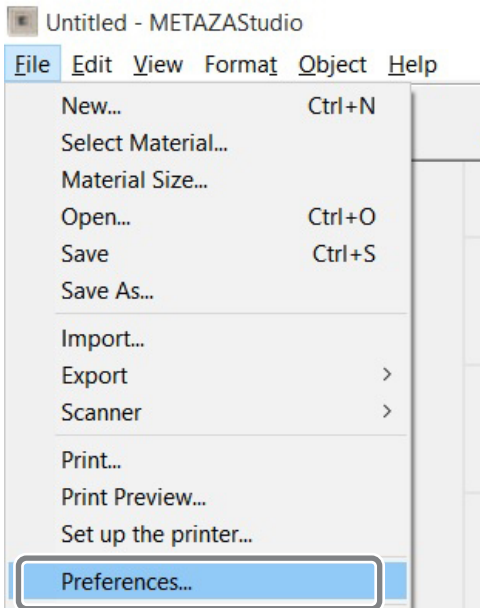 Untitled - METAZAStudio
File Edit View Format Object Help
New... Ctrl+N
Select Material...
Material Size...
Open... Ctrl+O
Save Ctrl+S
Save As...
Import...
Export >
Scanner >
Print...
Print Preview...
Set up the printer...
Preferences...